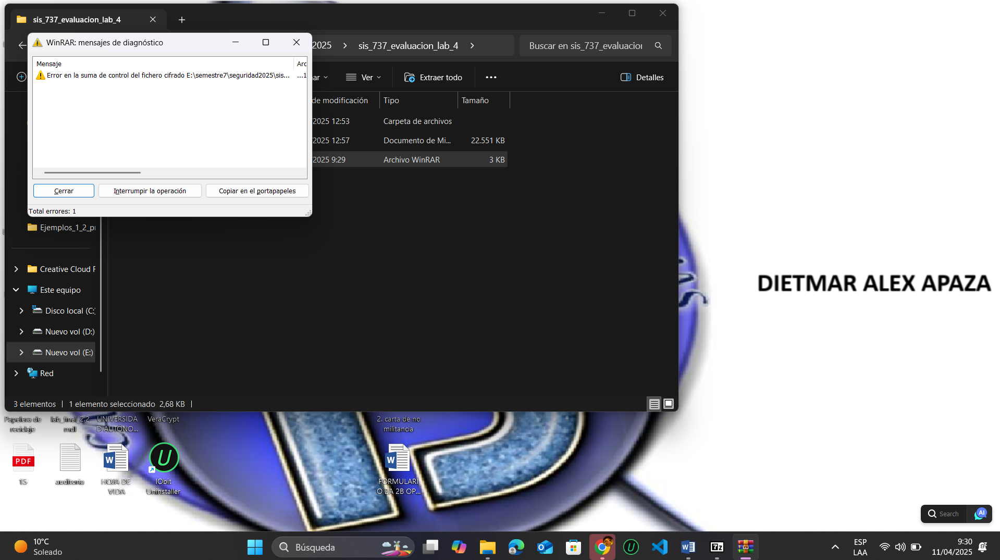 sis_737_evaluacion_lab_4
WinRAR: mensajes de diagnóstico
2025 > sis_737_evaluacion_lab_4 >
Buscar en sis_737_evaluacion
Mensaje
Arc
Error en la suma de control del fichero cifrado E:\semestre7\seguridad2025\sis...
...1
ar
Ver
Extraer todo
Detalles
de modificación
Tipo
Tamaño
/2025 12:53
Carpeta de archivos
/2025 12:57
Documento de Mi...
22.551 KB
/2025 9:29
Archivo WinRAR
3 KB
Cerrar
Interrumpir la operación
Copiar en el portapapeles
Total errores: 1
Ejemplos_1_2_pr
Creative Cloud F
Este equipo
Disco local (C:)
Nuevo vol (D:)
Nuevo vol (E:)
Red
DIETMAR ALEX APAZA
3 elementos
1 elemento seleccionado 2,68 KB
Papelera de
reciclaje
lab_final_2.2
mdl
UNIVERSIDA
D AUTÓNO...
VeraCrypt
2. carta de no
militancia
PDF
15
auditoria
HOJA DE
VIDA
IObit
Uninstaller
FORMULARI
O 2A 2B OP...
Search
AI
10°C
Soleado
Búsqueda
ESP
LAA
9:30
11/04/2025